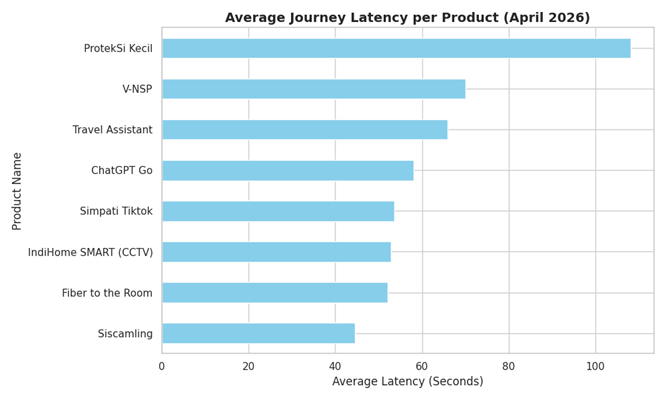 Average Journey Latency per Product (April 2026)
ProtekSi Kecil
V-NSP
Travel Assistant
ChatGPT Go
Simpati Tiktok
IndiHome SMART (CCTV)
Fiber to the Room
Siscamling
Product Name
0 20 40 60 80 100
Average Latency (Seconds)